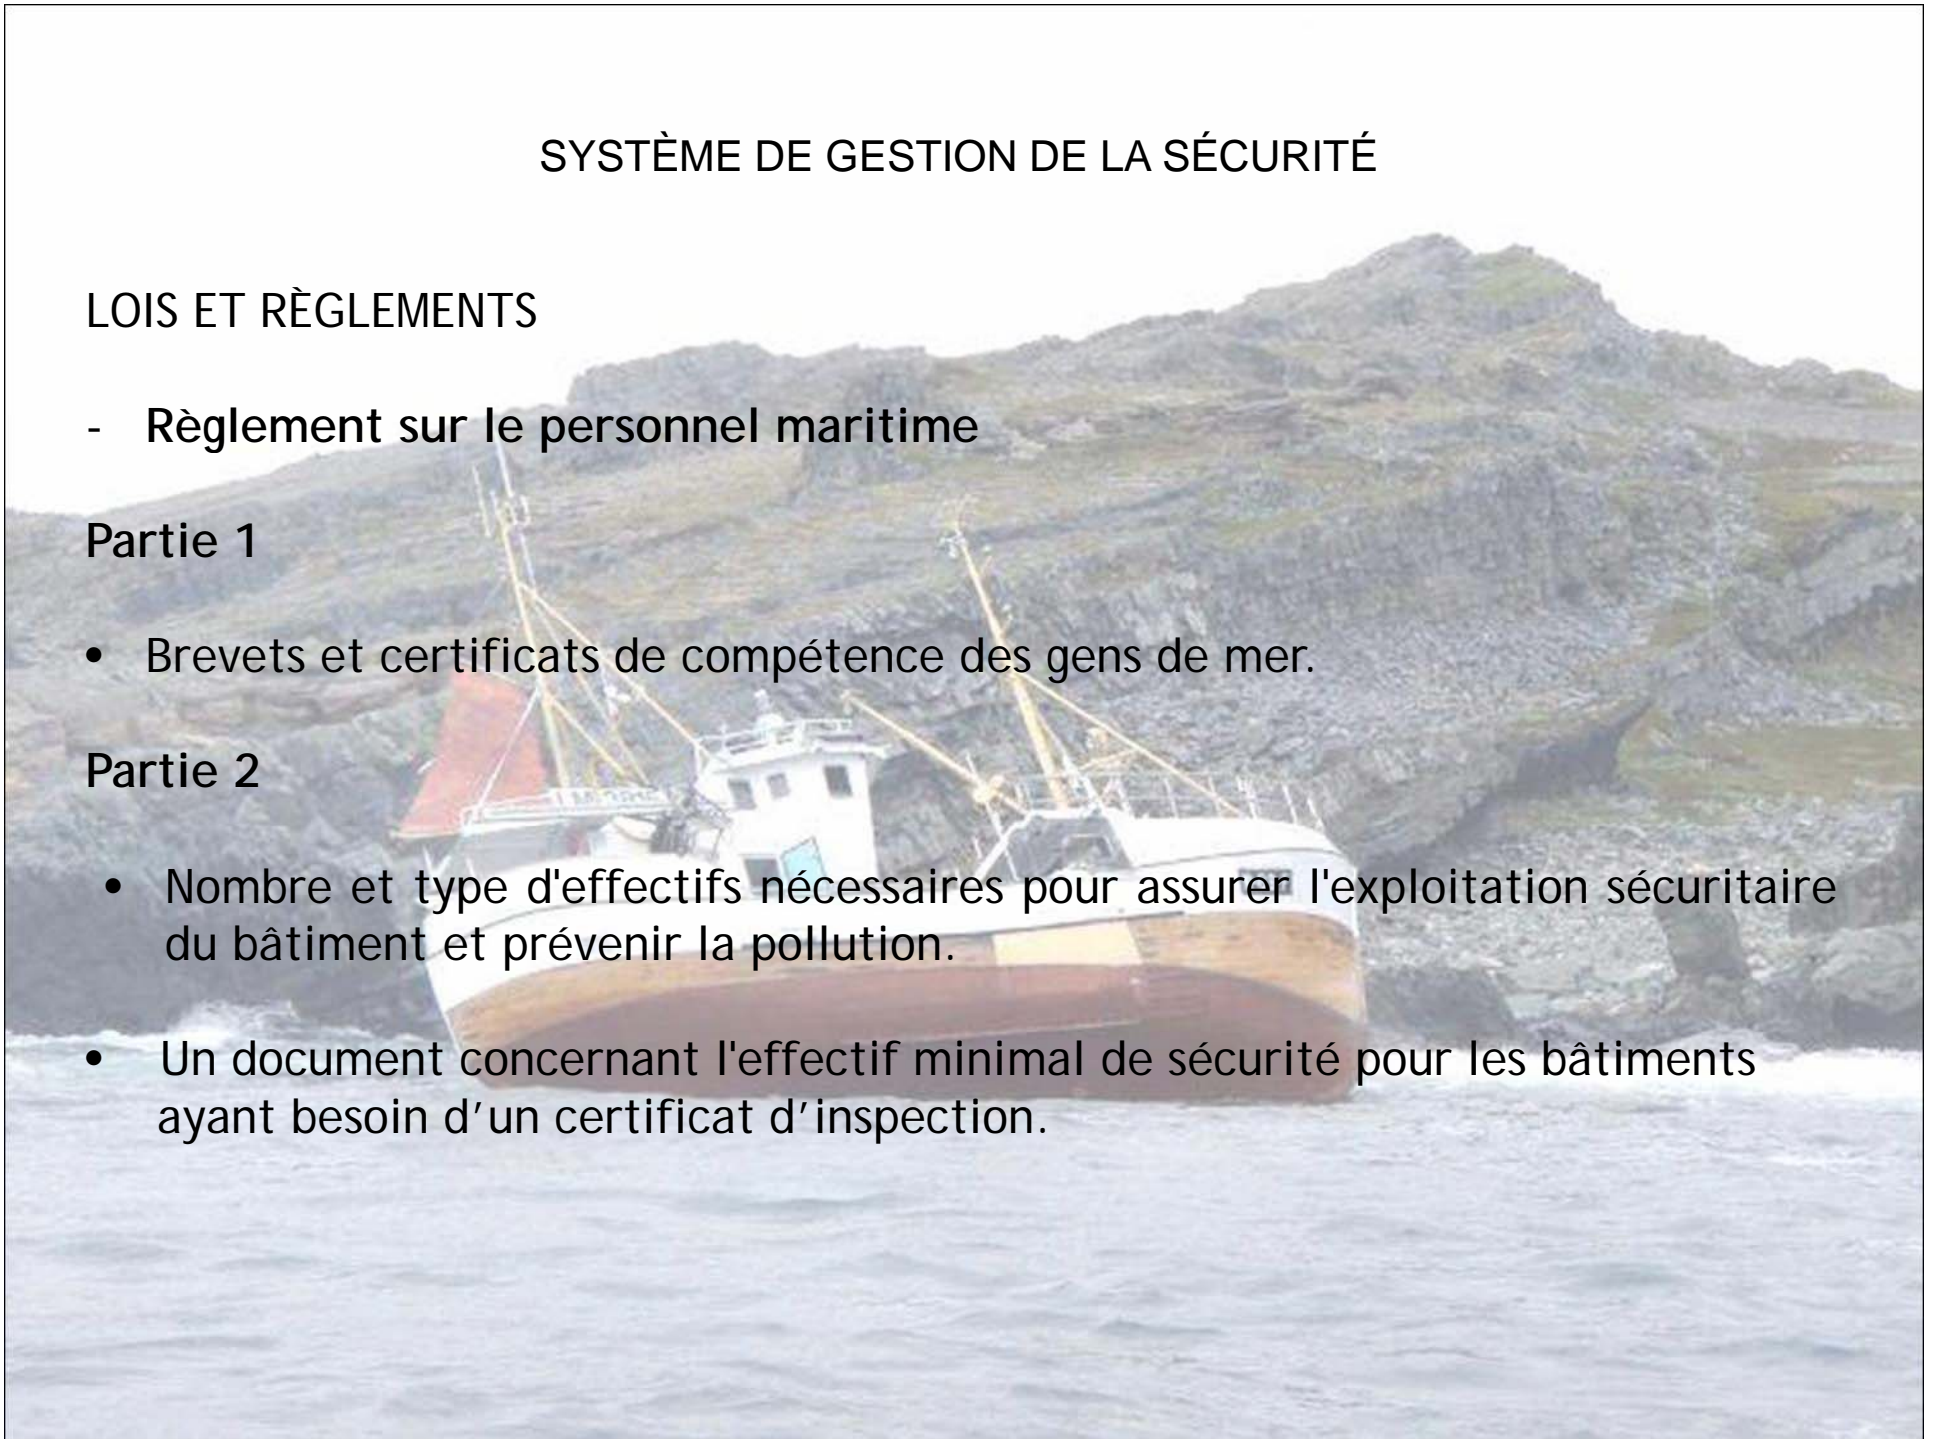 SYSTÈME DE GESTION DE LA SÉCURITÉ
LOIS ET RÈGLEMENTS
- Règlement sur le personnel maritime
Partie 1
• Brevets et certificats de compétence des gens de mer.
Partie 2
• Nombre et type d'effectifs nécessaires pour assurer l'exploitation sécuritaire
du bâtiment et prévenir la pollution.
• Un document concernant l'effectif minimal de sécurité pour les bâtiments
ayant besoin d’un certificat d’inspection.